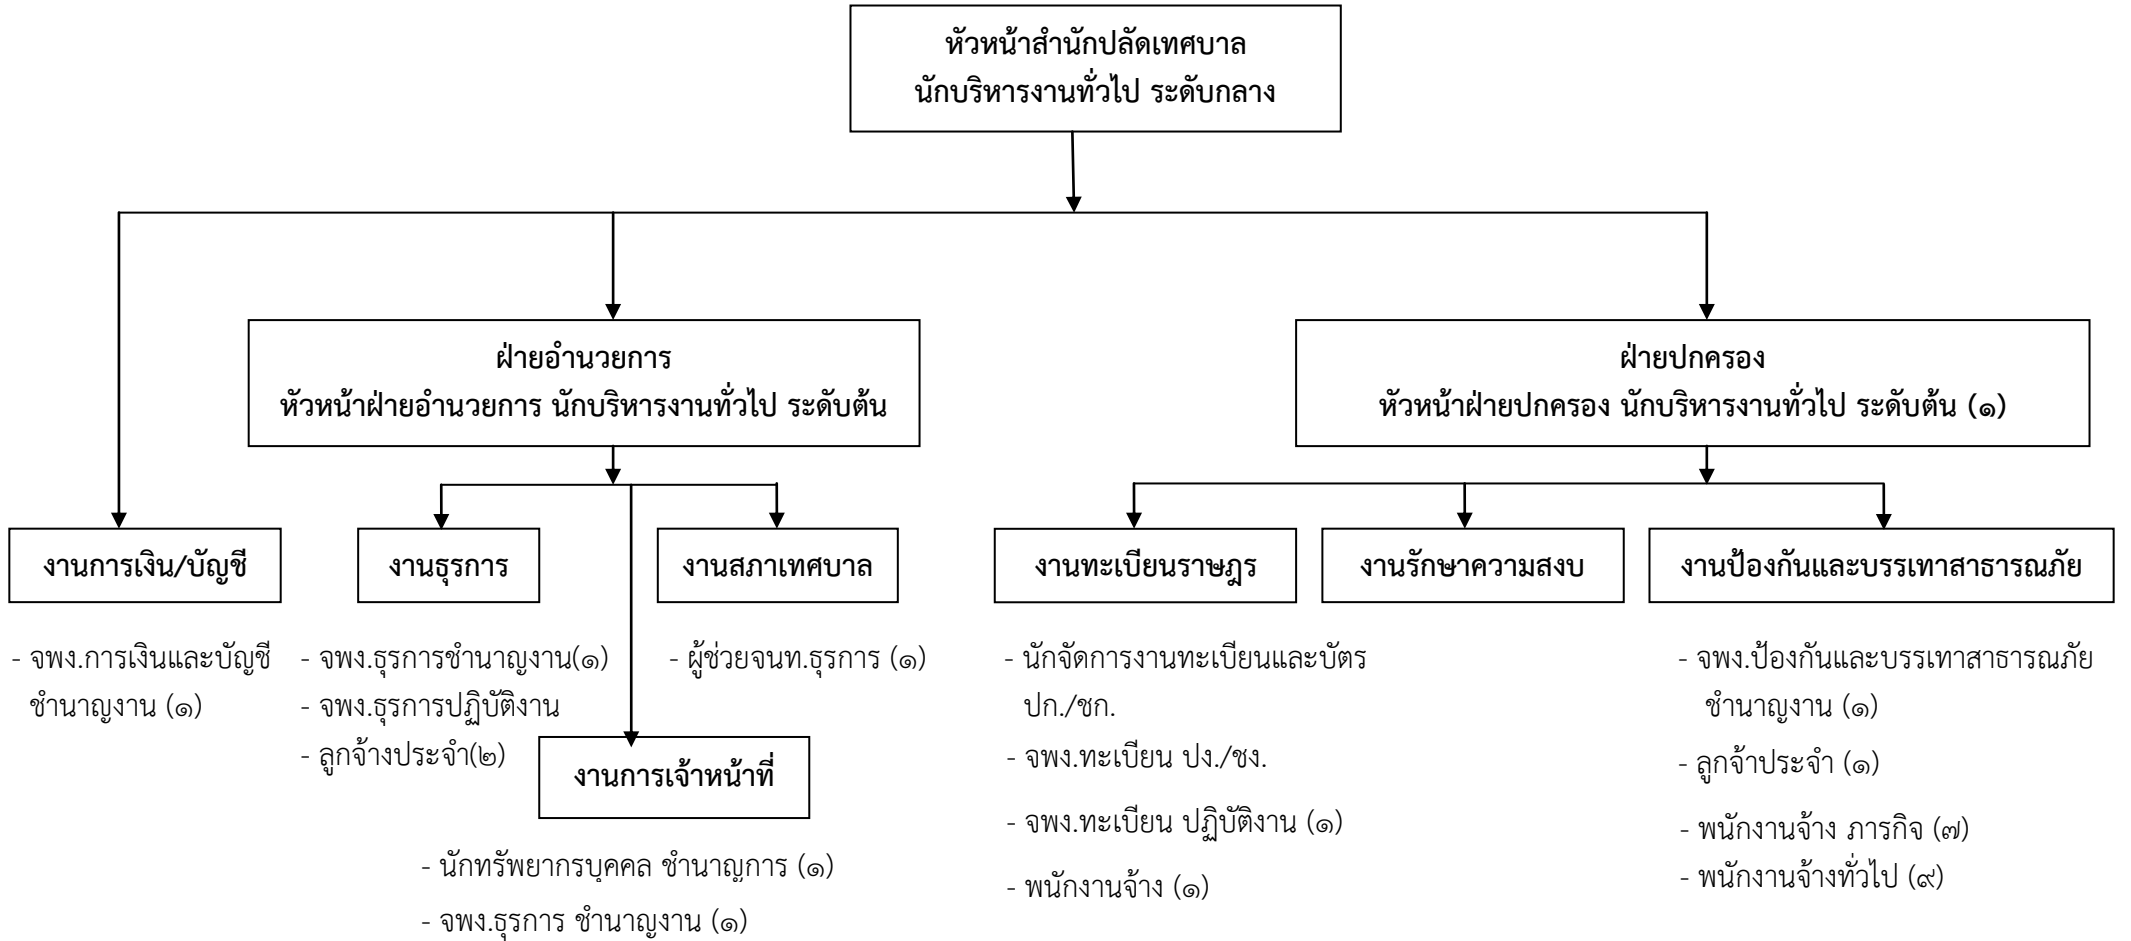 หัวหน้าสำนักปลัดเทศบาล
นักบริหารงานทั่วไป ระดับกลาง
ฝ่ายอำนวยการ
หัวหน้าฝ่ายอำนวยการ นักบริหารงานทั่วไป ระดับต้น
ฝ่ายปกครอง
หัวหน้าฝ่ายปกครอง นักบริหารงานทั่วไป ระดับต้น (๑)
งานการเงิน/บัญชี
- จพง.การเงินและบัญชี
ชำนาญงาน (๑)
งานธุรการ
- จพง.ธุรการชำนาญงาน(๑)
- จพง.ธุรการปฏิบัติงาน
- ลูกจ้างประจำ(๒)
งานสภาเทศบาล
- ผู้ช่วยจนท.ธุรการ (๑)
งานการเจ้าหน้าที่
- นักทรัพยากรบุคคล ชำนาญการ (๑)
- จพง.ธุรการ ชำนาญงาน (๑)
งานทะเบียนราษฎร
- นักจัดการงานทะเบียนและบัตร
ปก./ชก.
- จพง.ทะเบียน ปง./ชง.
- จพง.ทะเบียน ปฏิบัติงาน (๑)
- พนักงานจ้าง (๑)
งานรักษาความสงบ
งานป้องกันและบรรเทาสาธารณภัย
- จพง.ป้องกันและบรรเทาสาธารณภัย
ชำนาญงาน (๑)
- ลูกจ้าประจำ (๑)
- พนักงานจ้าง ภารกิจ (๗)
- พนักงานจ้างทั่วไป (๙)